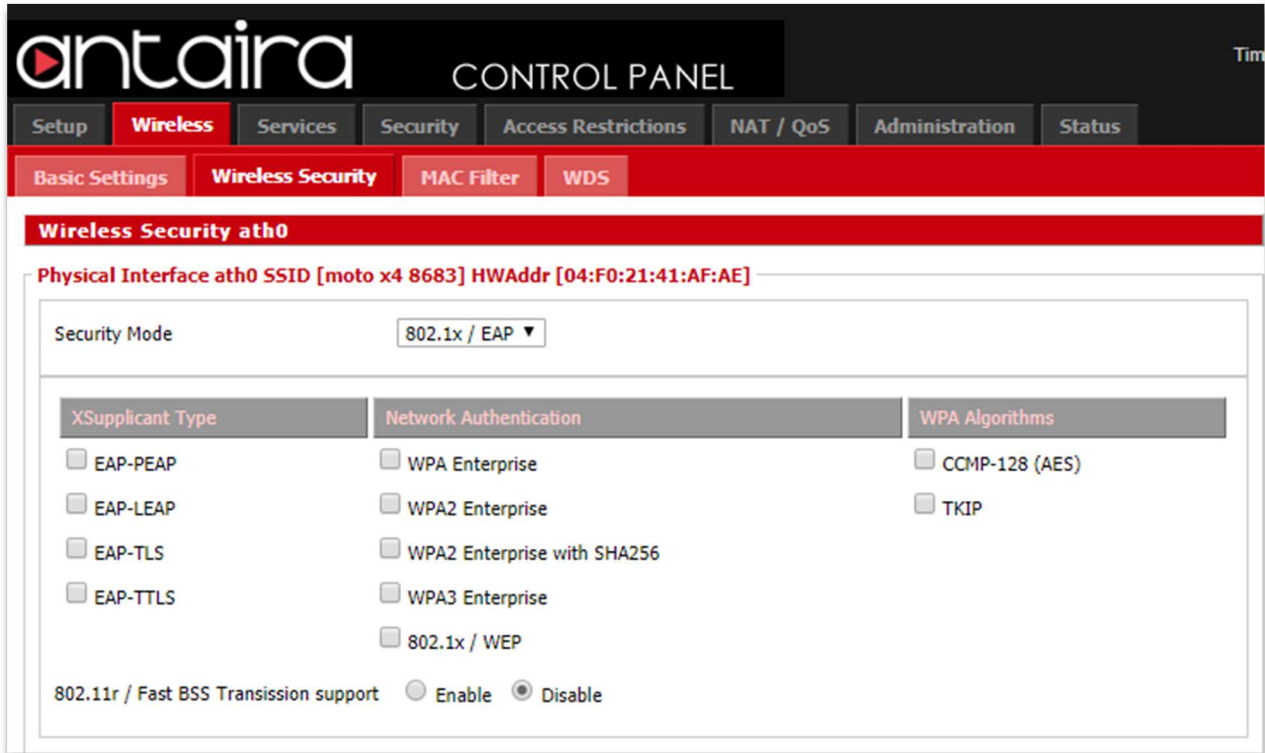 antaira CONTROL PANEL
Tim
Setup Wireless Services Security Access Restrictions NAT / QoS Administration Status
Basic Settings Wireless Security MAC Filter WDS
Wireless Security ath0
Physical Interface ath0 SSID [moto x4 8683] HWAddr [04:F0:21:41:AF:AE]
Security Mode 802.1x / EAP
XSupplicant Type Network Authentication WPA Algorithms
EAP-PEAP WPA Enterprise CCMP-128 (AES)
EAP-LEAP WPA2 Enterprise TKIP
EAP-TLS WPA2 Enterprise with SHA256
EAP-TTLS WPA3 Enterprise
802.1x / WEP
802.11r / Fast BSS Transission support Enable Disable